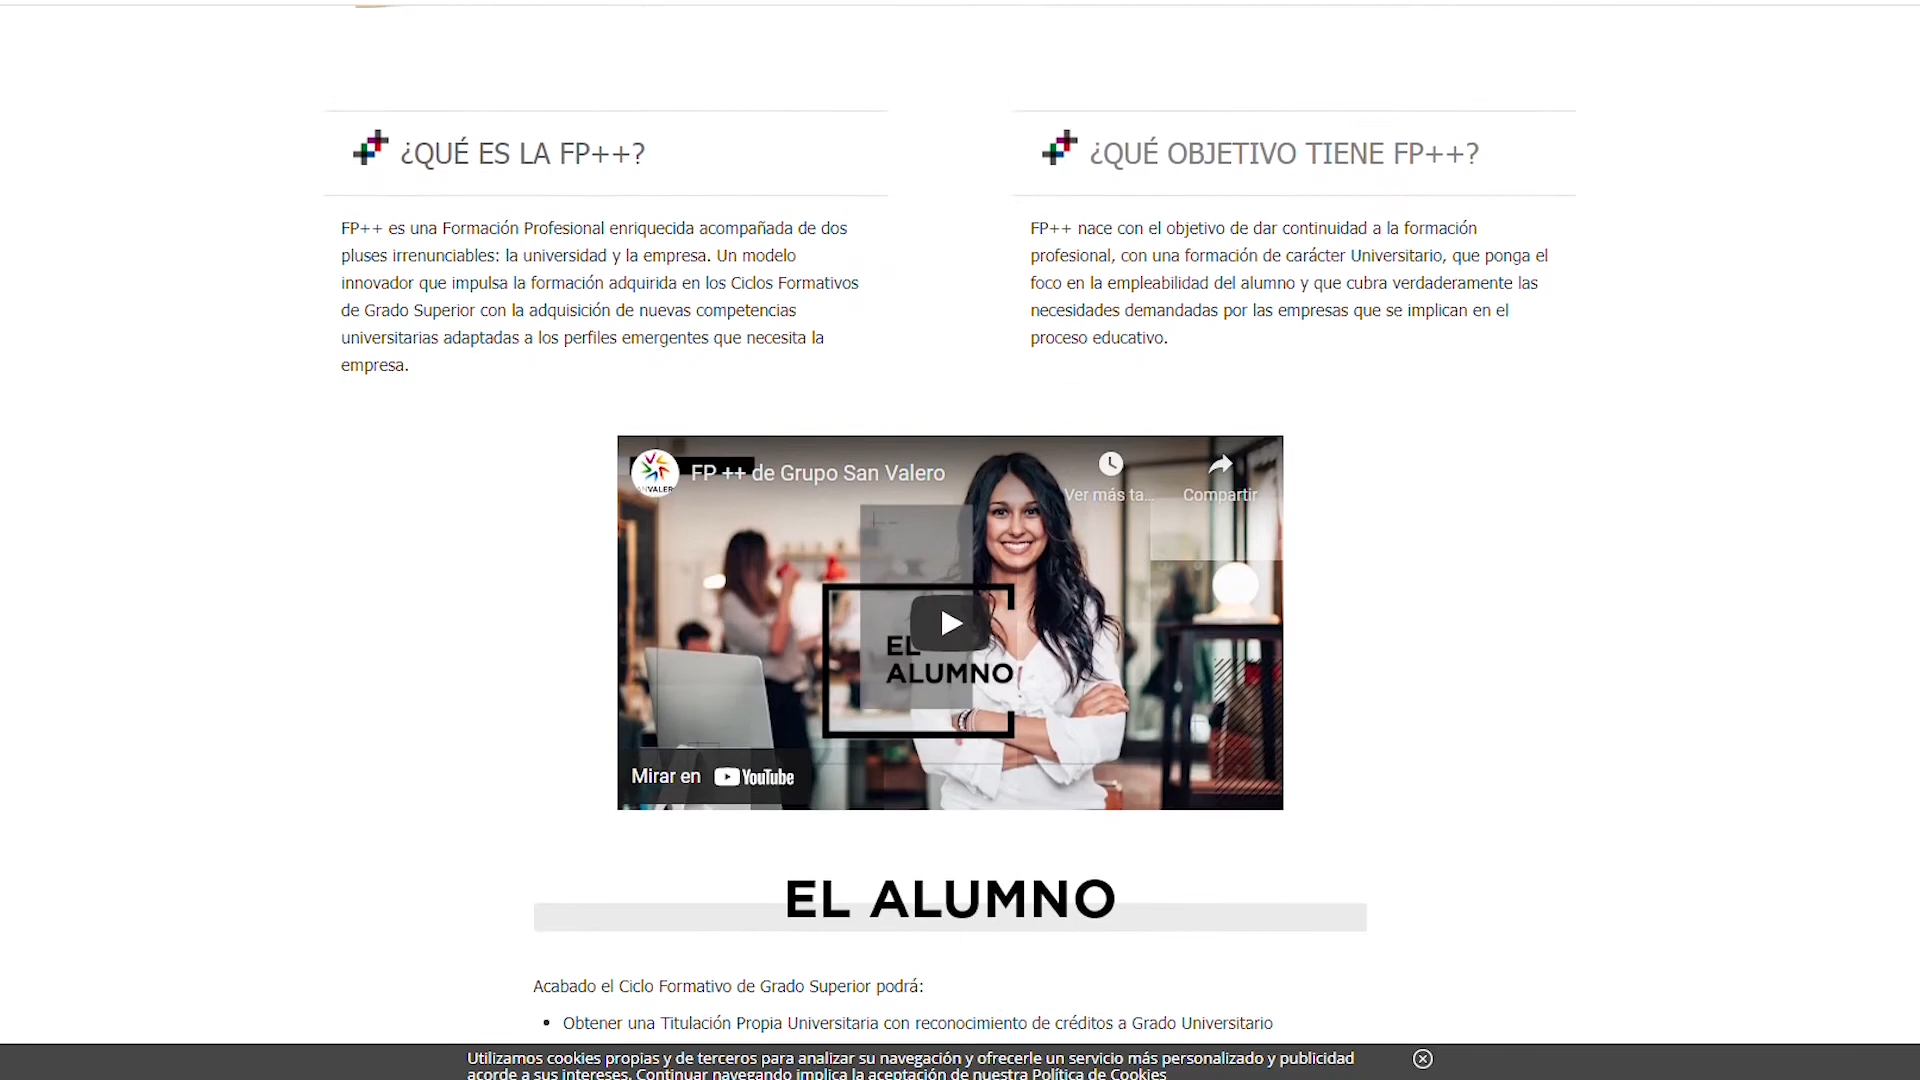 ¿QUÉ ES LA FP++?
FP++ es una Formación Profesional enriquecida acompañada de dos
pluses irrenunciables: la universidad y la empresa. Un modelo
innovador que impulsa la formación adquirida en los Ciclos Formativos
de Grado Superior con la adquisición de nuevas competencias
universitarias adaptadas a los perfiles emergentes que necesita la
empresa.
¿QUÉ OBJETIVO TIENE FP++?
FP++ nace con el objetivo de dar continuidad a la formación
profesional, con una formación de carácter Universitario, que ponga el
foco en la empleabilidad del alumno y que cubra verdaderamente las
necesidades demandadas por las empresas que se implican en el
proceso educativo.
FP ++ de Grupo San Valero
Ver más ta...
Compartir
EL
ALUMNO
Mirar en YouTube
EL ALUMNO
Acabado el Ciclo Formativo de Grado Superior podrá:
• Obtener una Titulación Propia Universitaria con reconocimiento de créditos a Grado Universitario
Utilizamos cookies propias y de terceros para analizar su navegación y ofrecerle un servicio más personalizado y publicidad
acorde a sus intereses. Continuar navegando implica la aceptación de nuestra Política de Cookies